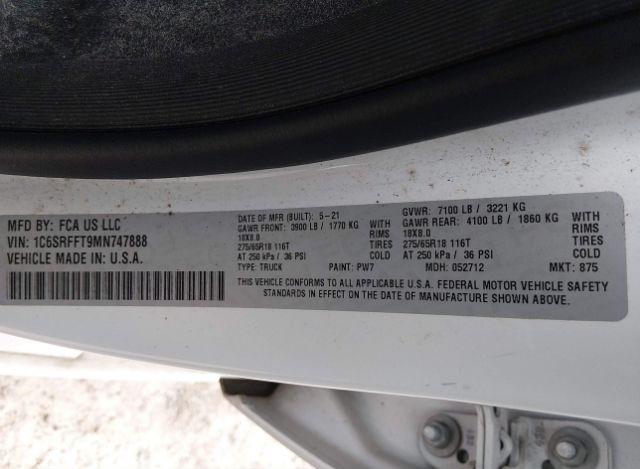 MFD BY: FCA US LLC
VIN: 1C6SRFFT9MN747888
VEHICLE MADE IN: U.S.A.
DATE OF MFR (BUILT): 5-21
GAWR FRONT: 3900 LB / 1770 KG WITH
18X8.0 RIMS
275/65R18 116T TIRES
AT 250 kPa / 36 PSI COLD
TYPE: TRUCK PAINT: PW7
GVWR: 7100 LB / 3221 KG
GAWR REAR: 4100 LB / 1860 KG WITH
18X8.0 RIMS
275/65R18 116T TIRES
AT 250 kPa / 36 PSI COLD
MDH: 052712 MKT: 875
THIS VEHICLE CONFORMS TO ALL APPLICABLE U.S.A. FEDERAL MOTOR VEHICLE SAFETY
STANDARDS IN EFFECT ON THE DATE OF MANUFACTURE SHOWN ABOVE.